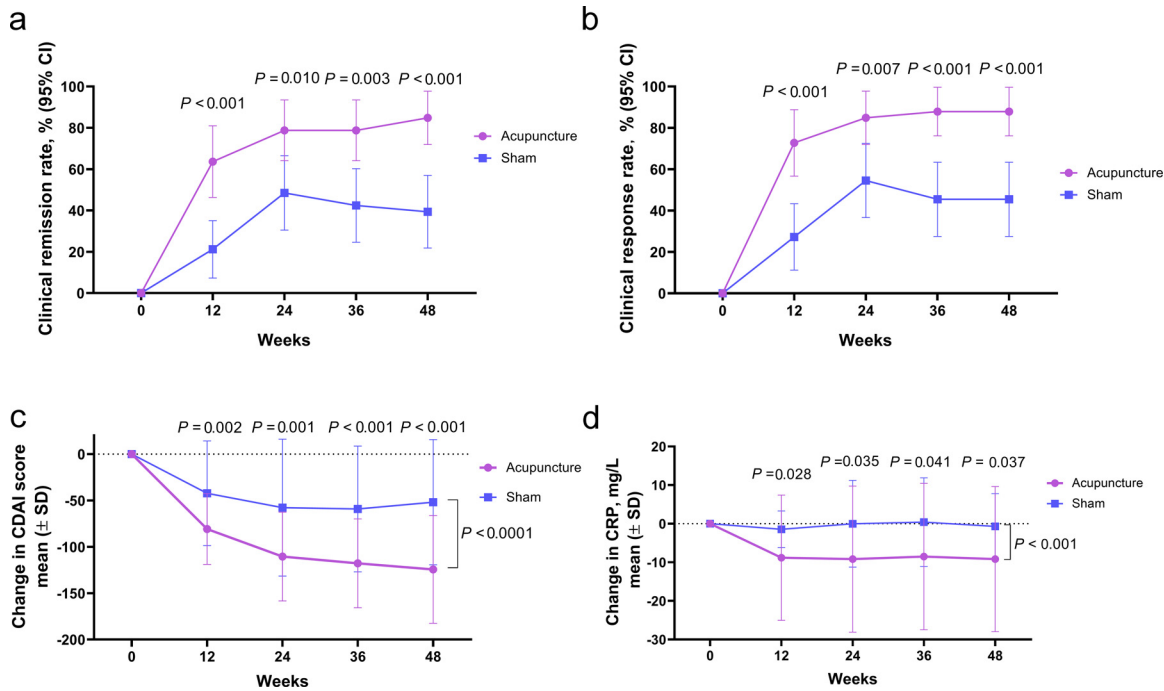 a
P < 0.001
P = 0.010
P = 0.003
P < 0.001
Clinical remission rate, % (95% CI)
100
80
60
40
20
0
0
12
24
36
48
Weeks
Acupuncture
Sham
b
P < 0.001
P = 0.007
P < 0.001
P < 0.001
Clinical response rate, % (95% CI)
100
80
60
40
20
0
0
12
24
36
48
Weeks
Acupuncture
Sham
c
P = 0.002
P = 0.001
P < 0.001
P < 0.001
Change in CDAI score
mean (± SD)
0
-50
-100
-150
-200
0
12
24
36
48
Weeks
Acupuncture
Sham
P < 0.0001
d
P = 0.028
P =0.035
P = 0.041
P = 0.037
Change in CRP, mg/L
mean (± SD)
20
10
0
-10
-20
-30
0
12
24
36
48
Weeks
Acupuncture
Sham
P < 0.001